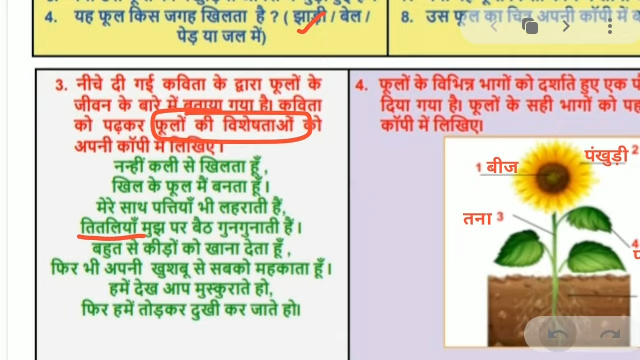 4. यह फूल किस जगह खिलता है ? ( झाड़ी / बेल /
पेड़ या जल में)
8. उस फूल का चित्र अपनी कॉपी में
3. नीचे दी गई कविता के द्वारा फूलों के
जीवन के बारे में बताया गया है। कविता
को पढ़कर फूलों की विशेषताओं को
अपनी कॉपी में लिखिए ।
नन्हीं कली से खिलता हूँ ,
खिल के फूल मैं बनता हूँ ।
मेरे साथ पत्तियाँ भी लहराती हैं,
तितलियाँ मुझ पर बैठ गुनगुनाती हैं ।
बहुत से कीड़ों को खाना देता हूँ ,
फिर भी अपनी खुशबू से सबको महकाता हूँ ।
हमें देख आप मुस्कुराते हो,
फिर हमें तोड़कर दुखी कर जाते हो।
4. फूलों के विभिन्न भागों को दर्शाते हुए एक
दिया गया है। फूलों के सही भागों को
कॉपी में लिखिए।
1 बीज
पंखुड़ी 2
तना 3
4